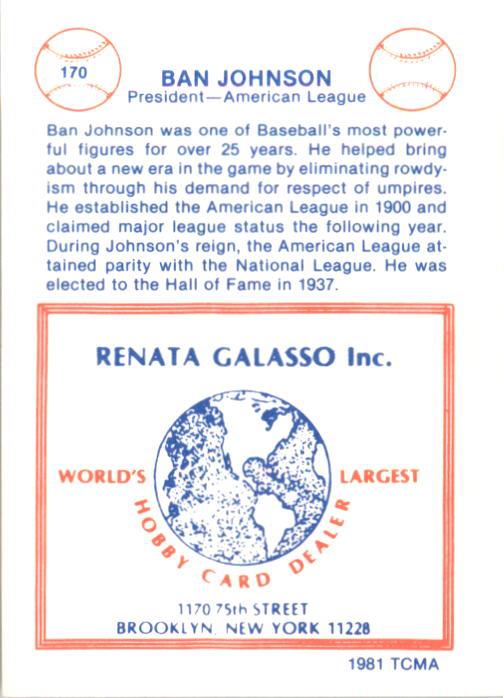 170
BAN JOHNSON
President—American League
Ban Johnson was one of Baseball's most power-
ful figures for over 25 years. He helped bring
about a new era in the game by eliminating rowdy-
ism through his demand for respect of umpires.
He established the American League in 1900 and
claimed major league status the following year.
During Johnson's reign, the American League at-
tained parity with the National League. He was
elected to the Hall of Fame in 1937.
RENATA GALASSO Inc.
WORLD'S LARGEST
HOBBY CARD DEALER
1170 75th STREET
BROOKLYN, NEW YORK 11228
1981 TCMA